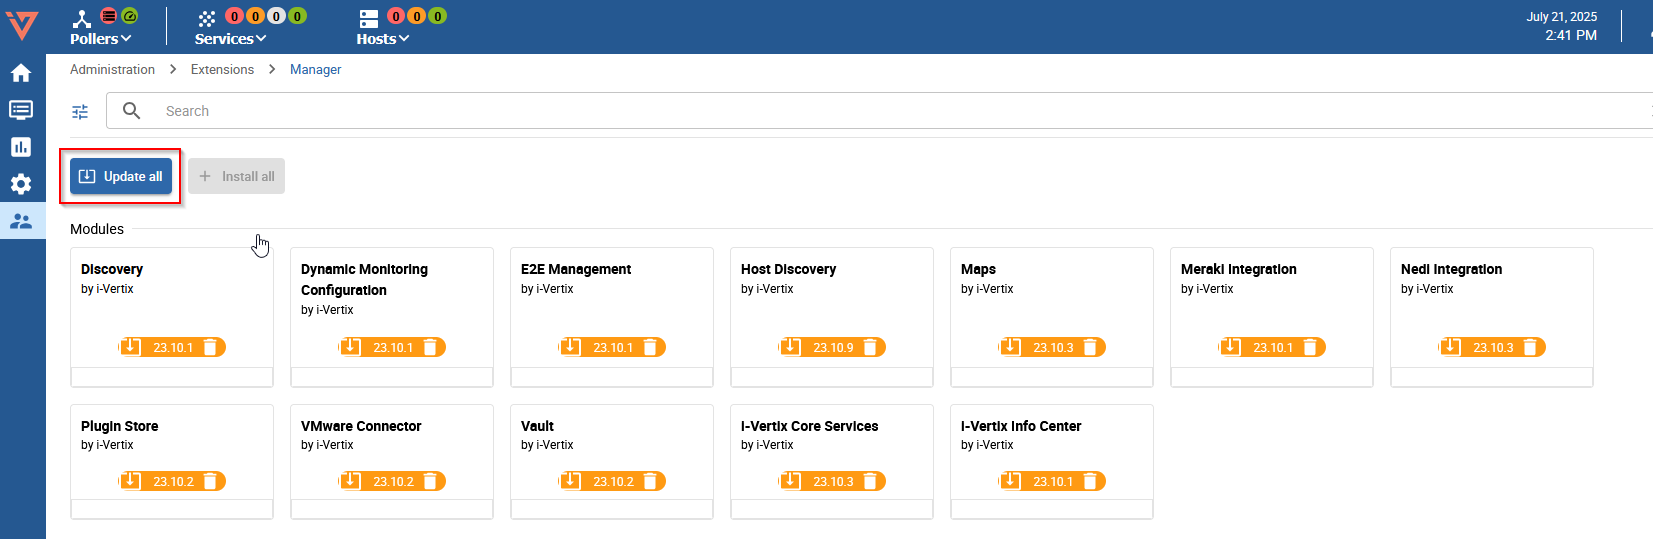 0 0 0 0
0 0 0
July 21, 2025
Pollers
Services
Hosts
2:41 PM
Administration > Extensions > Manager
Search
Update all
Install all
Modules
Discovery
by i-Vertix
23.10.1
Dynamic Monitoring
Configuration
by i-Vertix
23.10.1
E2E Management
by i-Vertix
23.10.1
Host Discovery
by i-Vertix
23.10.9
Maps
by i-Vertix
23.10.3
Meraki Integration
by i-Vertix
23.10.1
Nedi Integration
by i-Vertix
23.10.3
Plugin Store
by i-Vertix
23.10.2
VMware Connector
by i-Vertix
23.10.2
Vault
by i-Vertix
23.10.2
i-Vertix Core Services
by i-Vertix
23.10.3
i-Vertix Info Center
by i-Vertix
23.10.1